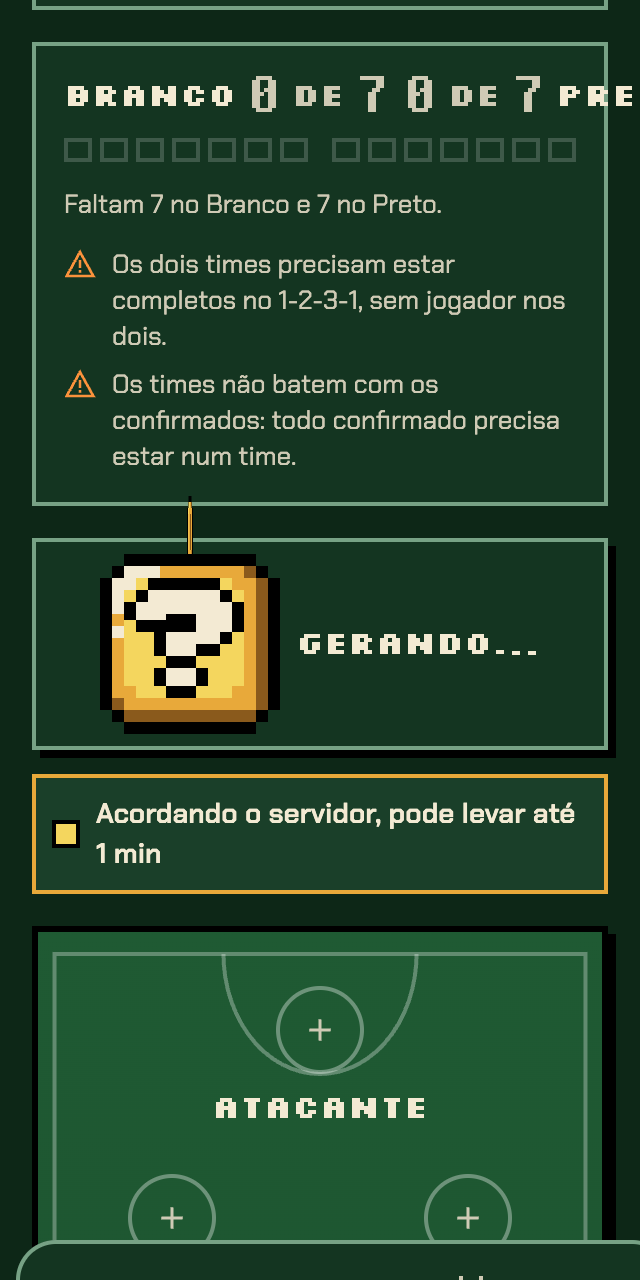 BRANCO 0 DE 7 0 DE 7 PRE
Faltam 7 no Branco e 7 no Preto.
Os dois times precisam estar
completos no 1-2-3-1, sem jogador nos
dois.
Os times não batem com os
confirmados: todo confirmado precisa
estar num time.
?
GERANDO...
Acordando o servidor, pode levar até
1 min
+
ATACANTE
+ +